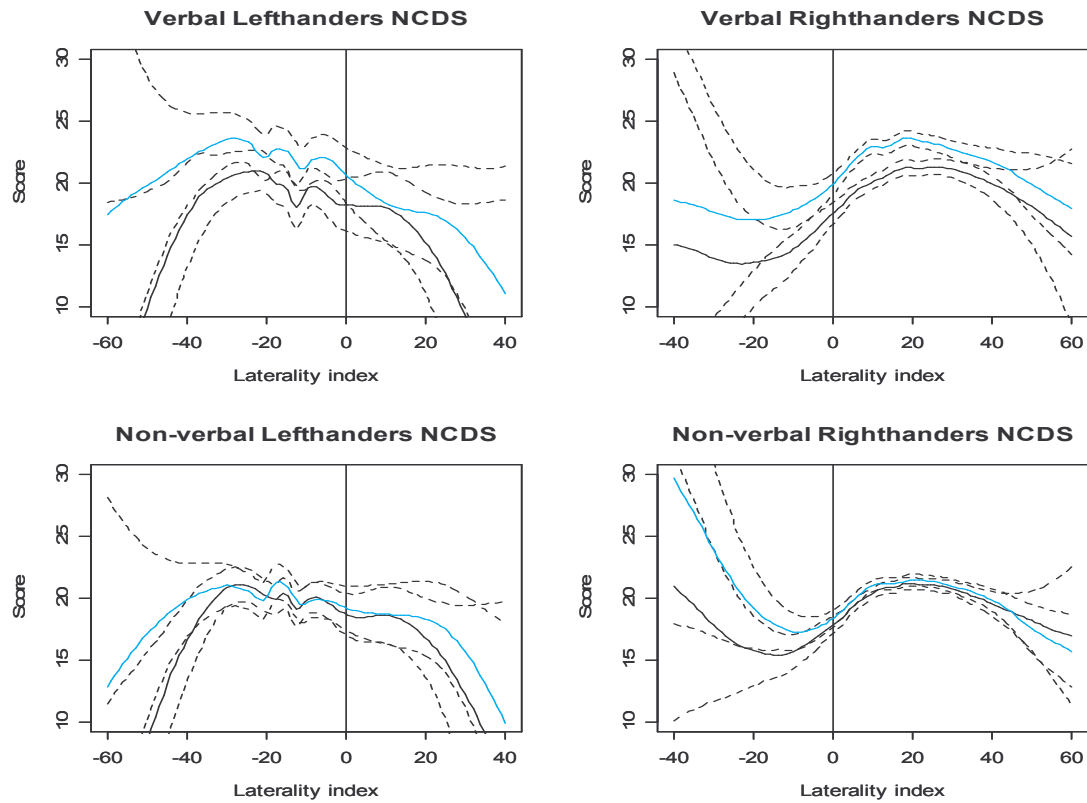 Verbal Lefthanders NCDS
Score
30
25
20
15
10
-60 -40 -20 0 20 40
Laterality index
Verbal Righthanders NCDS
Score
30
25
20
15
10
-40 -20 0 20 40 60
Laterality index
Non-verbal Lefthanders NCDS
Score
30
25
20
15
10
-60 -40 -20 0 20 40
Laterality index
Non-verbal Righthanders NCDS
Score
30
25
20
15
10
-40 -20 0 20 40 60
Laterality index